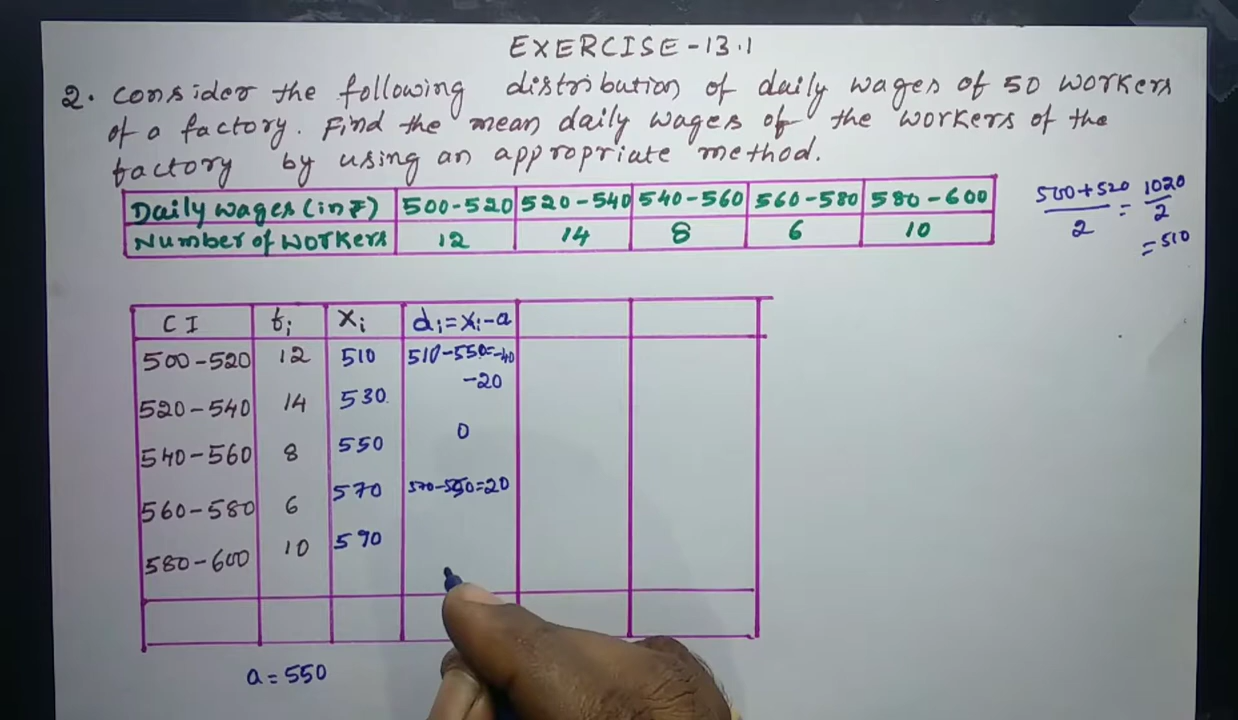 EXERCISE-13.1
2. Consider the following distribution of daily wages of 50 workers
of a factory. Find the mean daily wages of the workers of the
factory by using an appropriate method.
Daily wages (in ₹) 500-520 520-540 540-560 560-580 580-600
Number of workers 12 14 8 6 10
500+520/2 = 1020/2
=510
CI fi xi di=xi-a
500-520 12 510 510-550=-40
520-540 14 530 -20
540-560 8 550 0
560-580 6 570 570-550=20
580-600 10 590
a=550